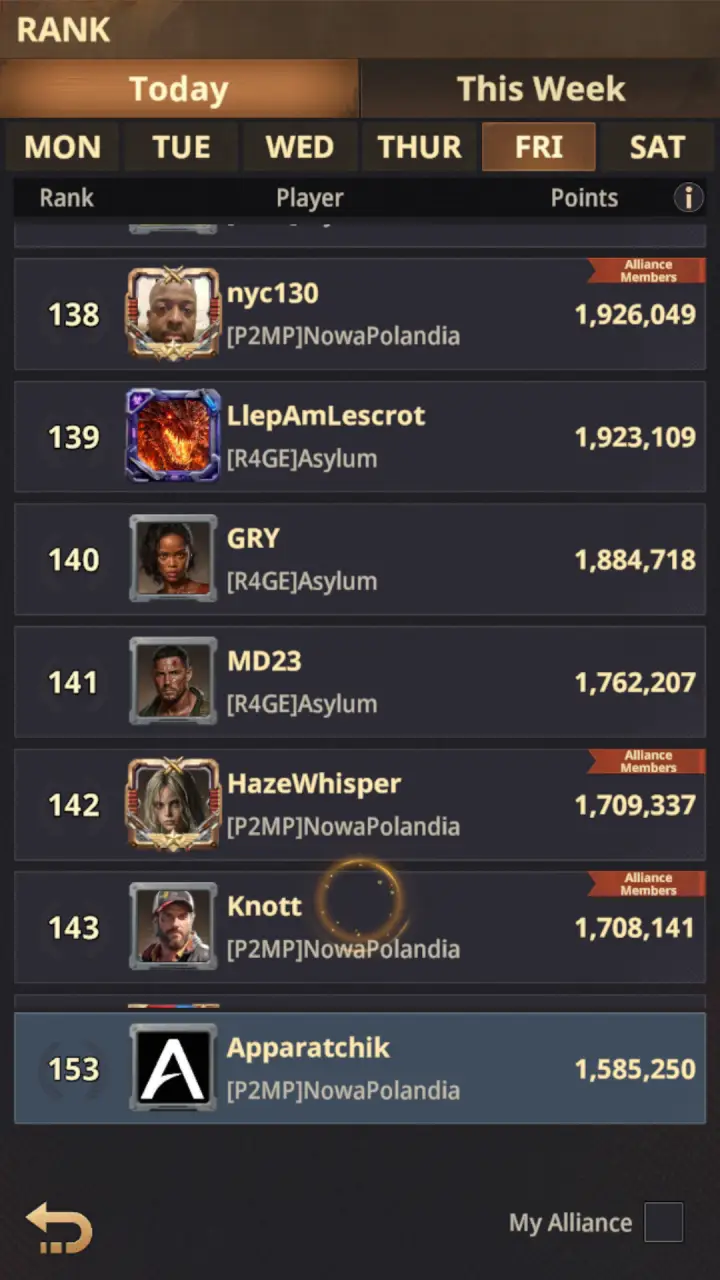 RANK
Today
This Week
MON
TUE
WED
THUR
FRI
SAT
Rank
Player
Points
i
138
nyc130
[P2MP]NowaPolandia
Alliance
Members
1,926,049
139
LlepAmLescrot
[R4GE]Asylum
1,923,109
140
GRY
[R4GE]Asylum
1,884,718
141
MD23
[R4GE]Asylum
1,762,207
142
HazeWhisper
[P2MP]NowaPolandia
Alliance
Members
1,709,337
143
Knott
[P2MP]NowaPolandia
Alliance
Members
1,708,141
153
A
Apparatchik
[P2MP]NowaPolandia
1,585,250
My Alliance